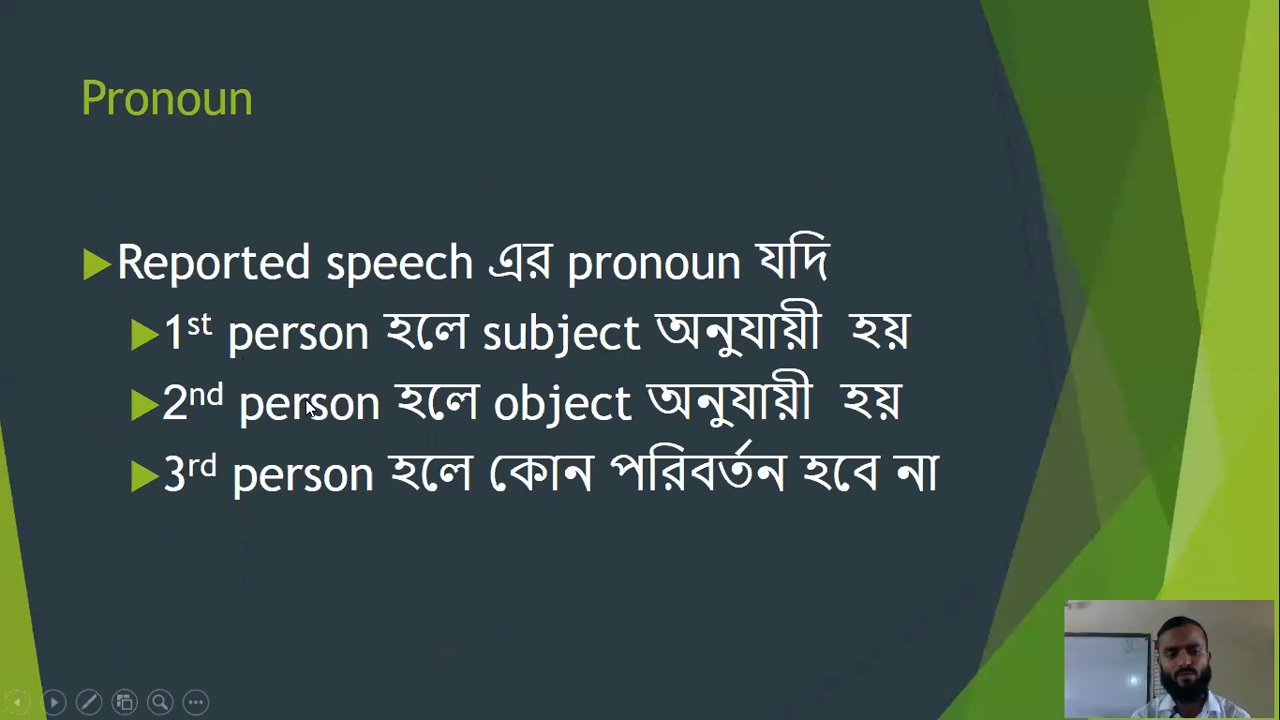 Pronoun
Reported speech এর pronoun যদি
1st person হলে subject অনুযায়ী হয়
2nd person হলে object অনুযায়ী হয়
3rd person হলে কোন পরিবর্তন হবে না